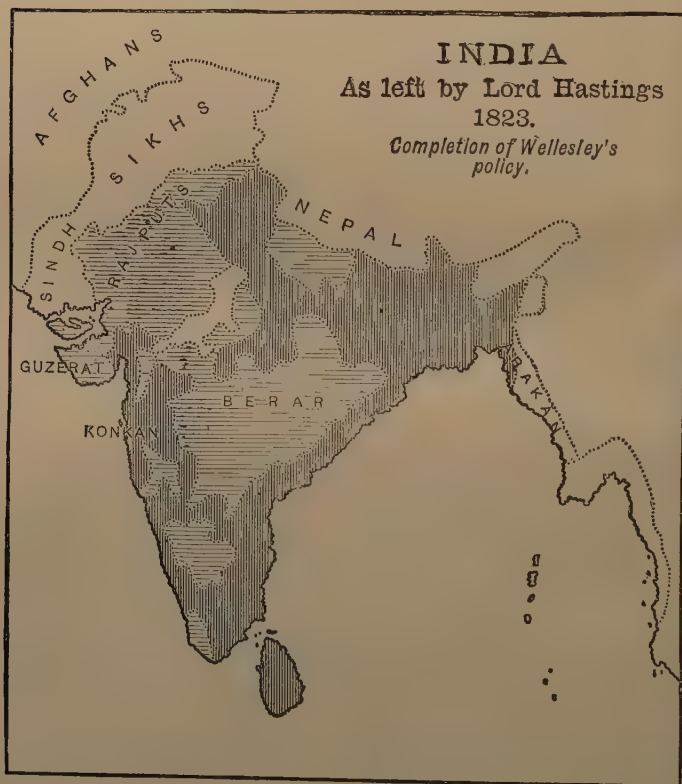 INDIA
As left by Lord Hastings
1823.
Completion of Wellesley's
policy.
AFGHANS
SIKHS
NEPAL
RAJPUTS
SINDH
GUZERAT
BERAR
ARAKAN
KONKAN